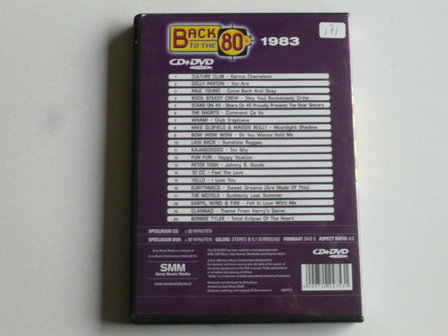 BACK
TO THE 80's 1983
171
CD+DVD CD+DVD
1 CULTURE CLUB - Karma Chameleon
2 DOLLY PARTON - You Are
3 PAUL YOUNG - Come Back And Stay
4 ROCK STEADY CREW - (Hey You) Rocksteady Crew
5 STARS ON 45 - Stars On 45 Proudly Present: The Star Sisters
6 THE SHORTS - Comment Ça Va
7 WHAM! - Club Tropicana
8 MIKE OLDFIELD & MAGGIE REILLY - Moonlight Shadow
9 BOW WOW WOW - Do You Wanna Hold Me
10 LAID BACK - Sunshine Reggae
11 KAJAGOOGOO - Too Shy
12 FUN FUN - Happy Station
13 PETER TOSH - Johnny B. Goode
14 10 CC - Feel The Love
15 YELLO - I Love You
16 EURYTHMICS - Sweet Dreams (Are Made Of This)
17 THE MOTELS - Suddenly Last Summer
18 EARTH, WIND & FIRE - Fall In Love With Me
19 CLANNAD - Theme From Harry's Game
20 BONNIE TYLER - Total Eclipse Of The Heart
SPEELDUUR CD: ± 80 MINUTEN
SPEELDUUR DVD: ± 80 MINUTEN GELUID: STEREO & 5.1 SURROUND FORMAAT: DVD 5 ASPECT RATIO: 4:3
SMM
Sony Music Media